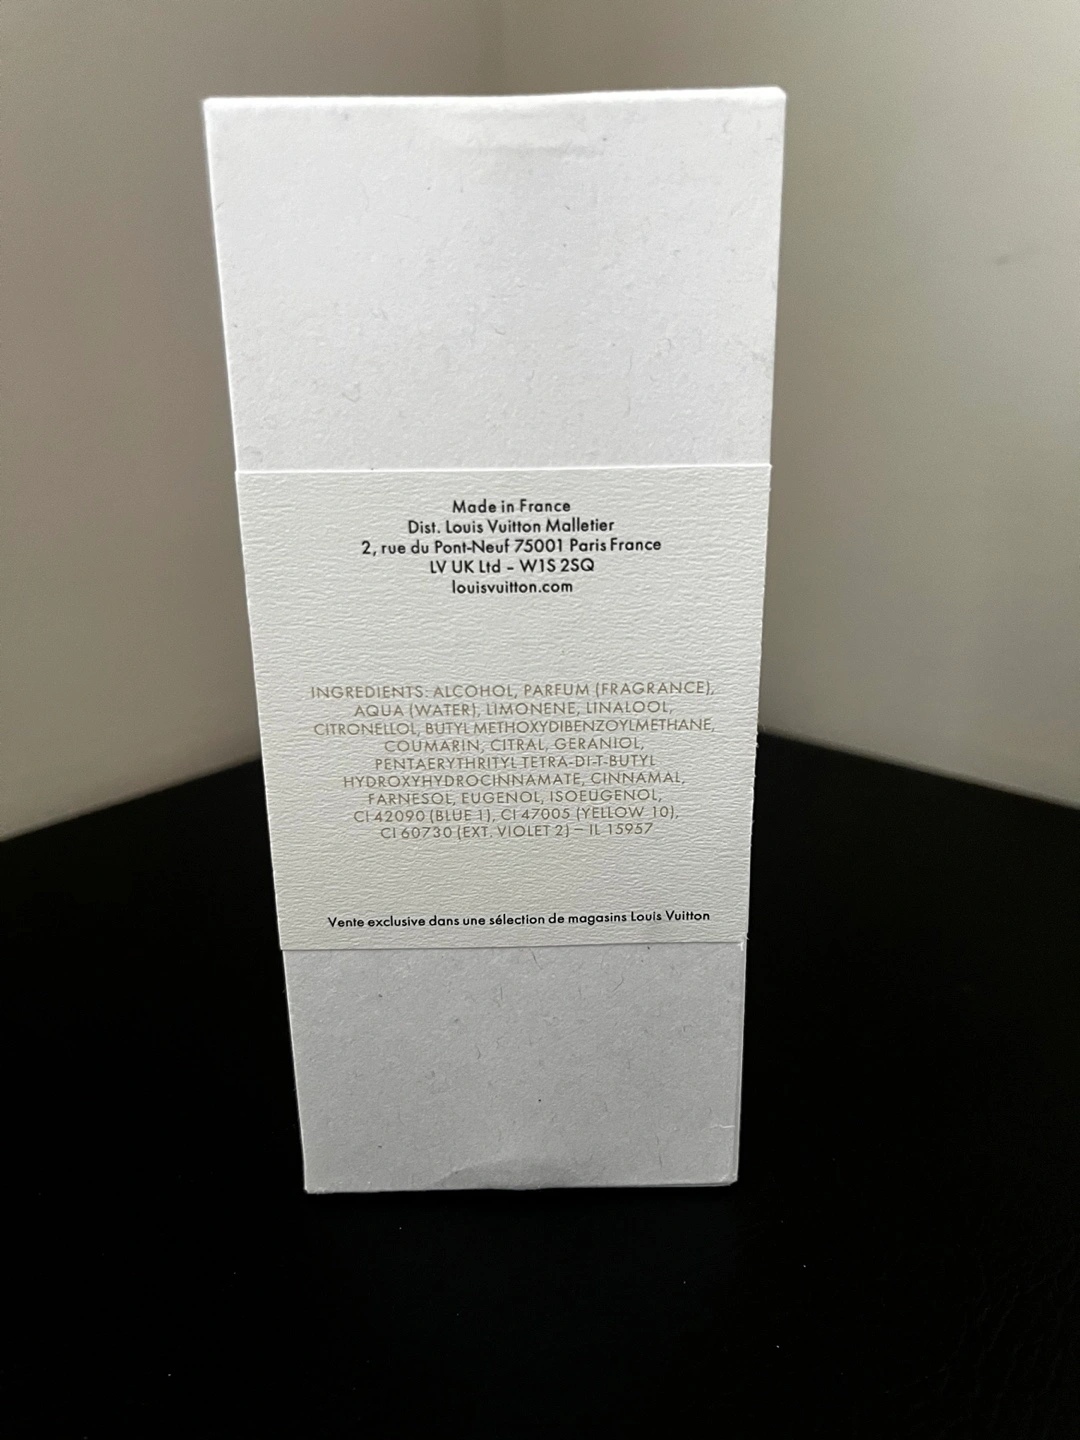 Made in France
Dist. Louis Vuitton Malletier
2, rue du Pont-Neuf 75001 Paris France
LV UK Ltd - W1S 2SQ
louisvuitton.com
INGREDIENTS: ALCOHOL, PARFUM (FRAGRANCE),
AQUA (WATER), LIMONENE, LINALOOL,
CITRONELLOL, BUTYL METHOXYDIBENZOYLMETHANE,
COUMARIN, CITRAL, GERANIOL,
PENTAERYTHRITYL TETRA-DI-T-BUTYL
HYDROXYHYDROCINNAMATE, CINNAMAL,
FARNESOL, EUGENOL, ISOEUGENOL,
CI 42090 (BLUE 1), CI 47005 (YELLOW 10),
CI 60730 (EXT. VIOLET 2) – IL 15957
Vente exclusive dans une sélection de magasins Louis Vuitton